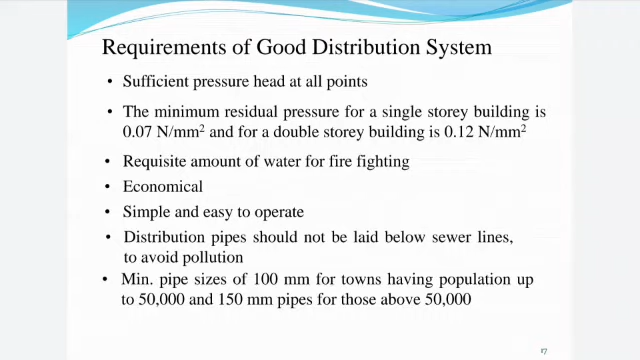 Requirements of Good Distribution System
• Sufficient pressure head at all points
• The minimum residual pressure for a single storey building is
0.07 N/mm² and for a double storey building is 0.12 N/mm²
• Requisite amount of water for fire fighting
• Economical
• Simple and easy to operate
• Distribution pipes should not be laid below sewer lines,
to avoid pollution
• Min. pipe sizes of 100 mm for towns having population up
to 50,000 and 150 mm pipes for those above 50,000
17